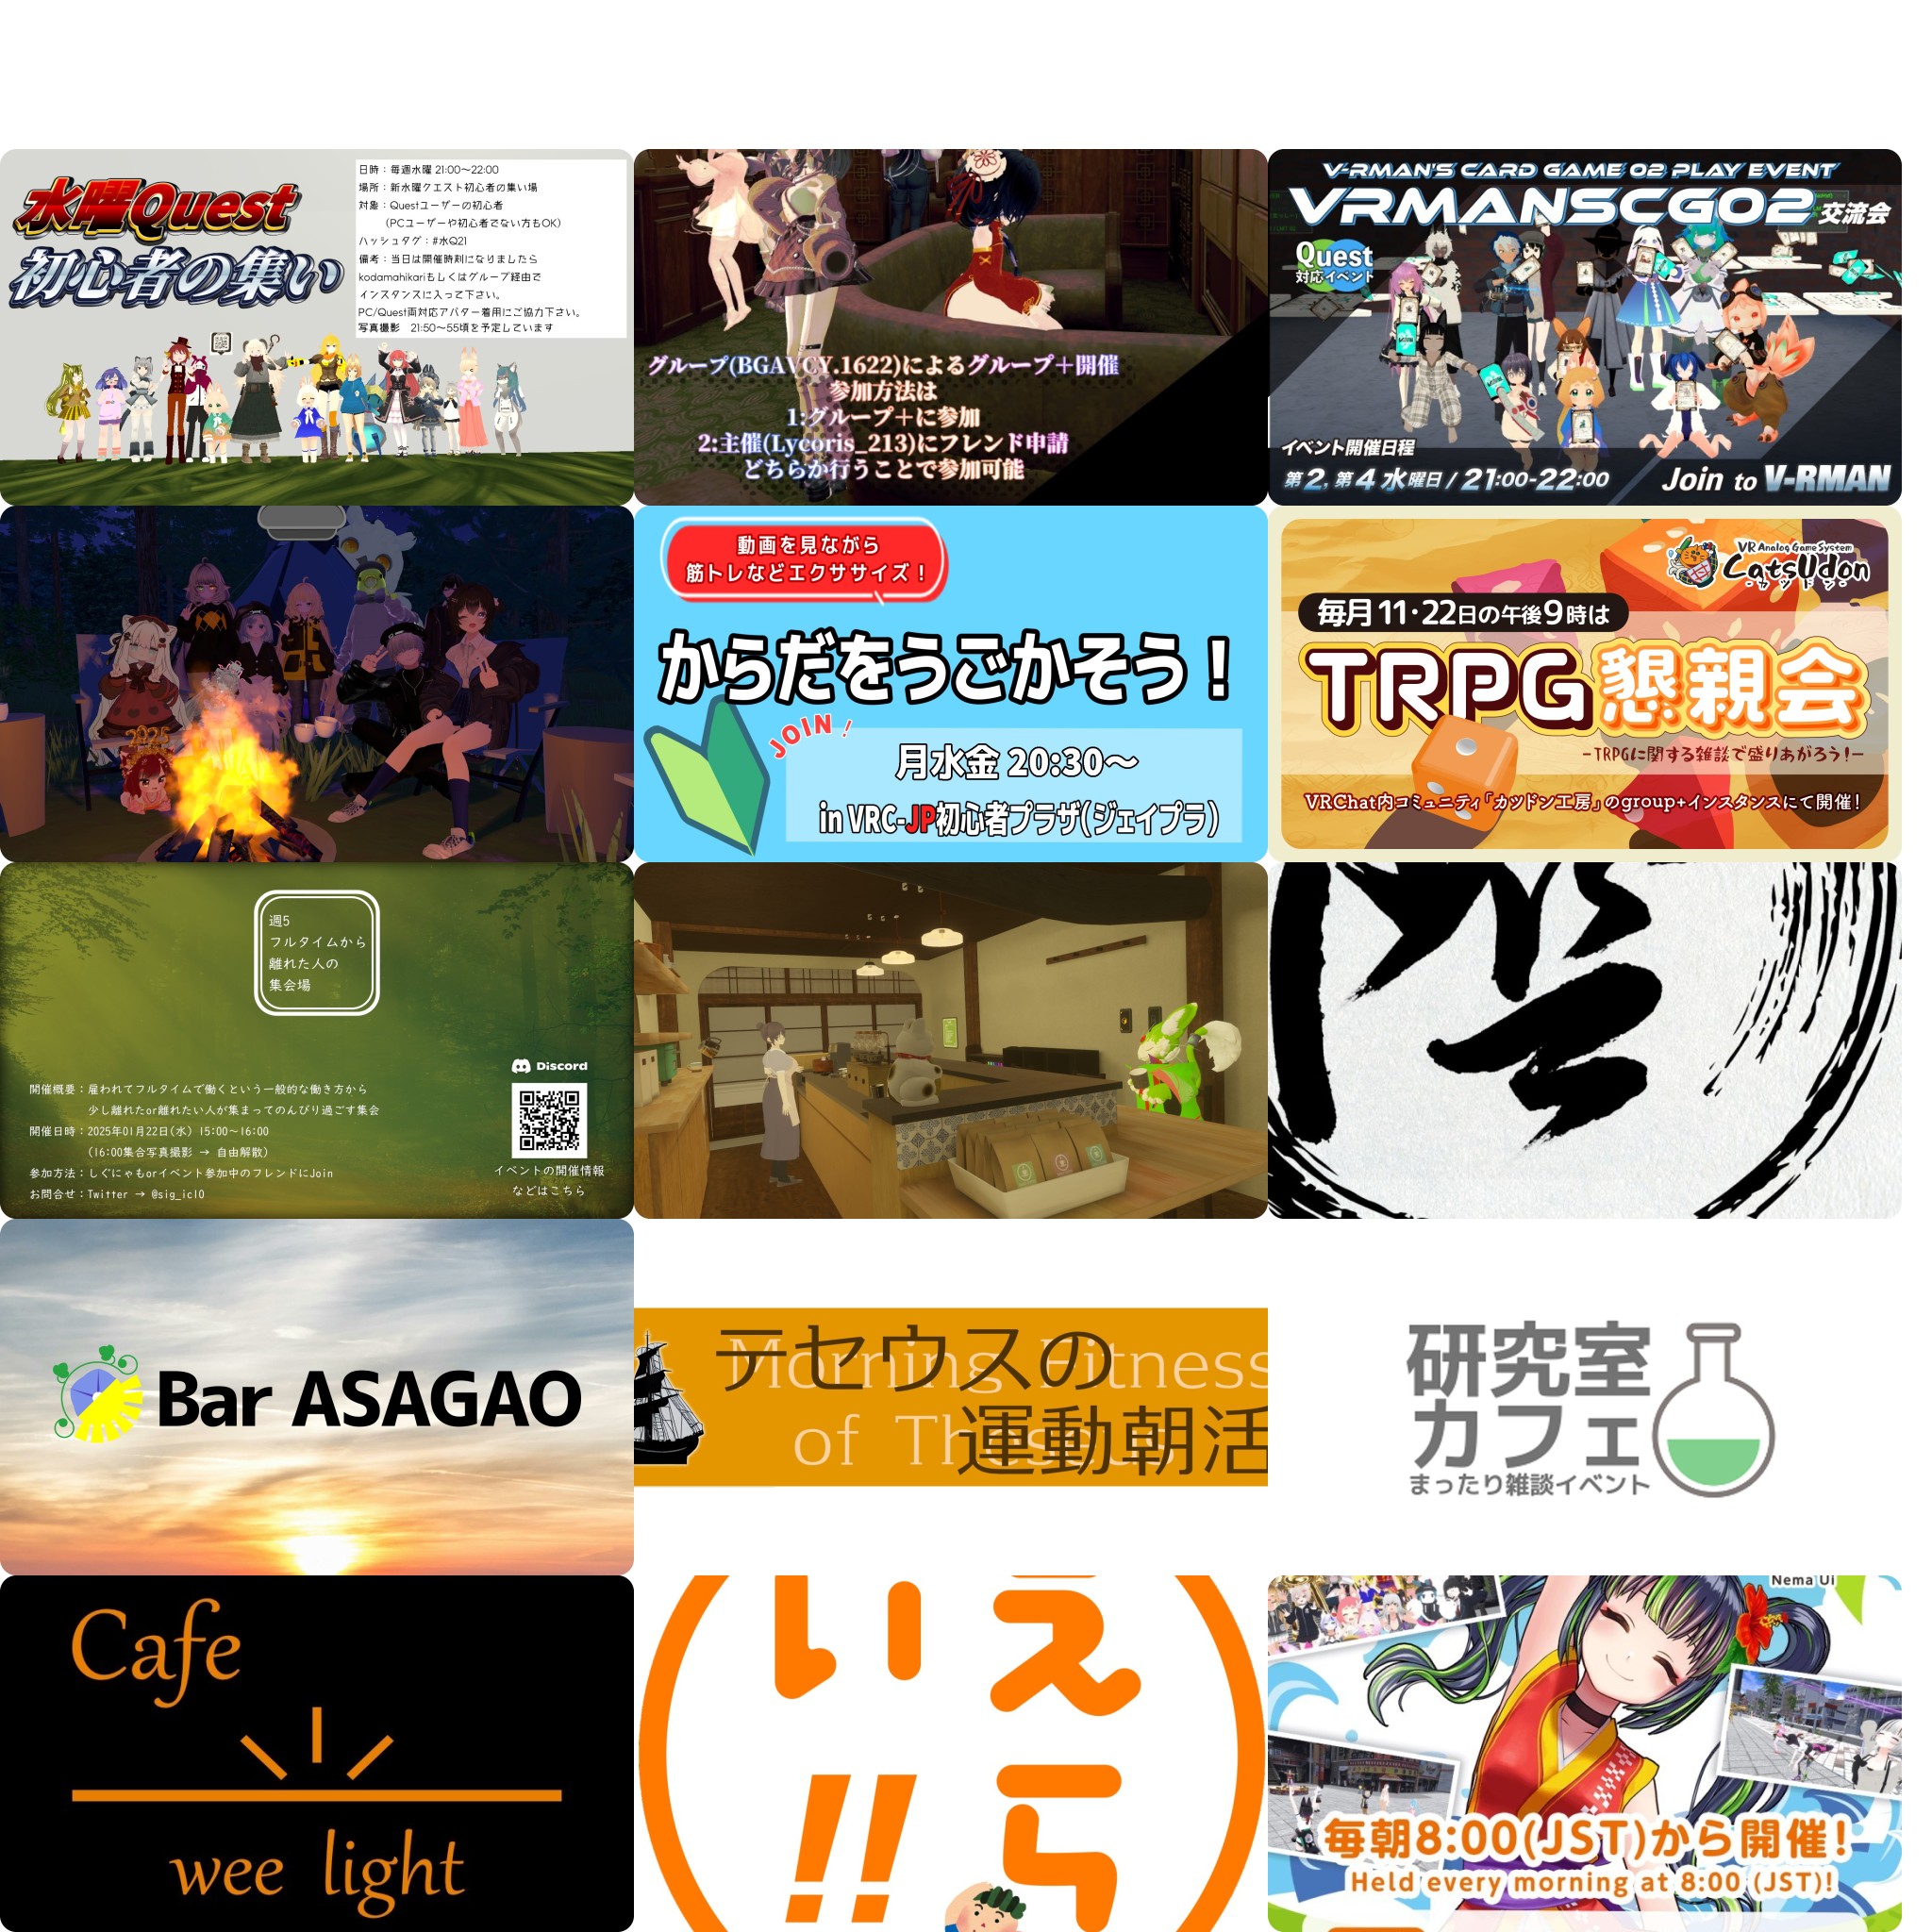 水曜Quest
初心者の集い
日時：毎週水曜 21:00～22:00
場所：新水曜クエスト初心者の集い場
対象：Questユーザーの初心者
(PCユーザーや初心者でない方もOK)
ハッシュタグ：#水Q21
備考：当日は開催時刻になりましたら
kodamahikariもしくはグループ経由で
インスタンスに入って下さい。
PC/Quest両対応アバター着用にご協力下さい。
写真撮影 21:50～55頃を予定しています
グループ(BGAVCY.1622)によるグループ＋開催
参加方法は
1:グループ＋に参加
2:主催(Lycoris_213)にフレンド申請
どちらか行うことで参加可能
V-RMAN'S CARD GAME 02 PLAY EVENT
VRMANSCG02 交流会
Quest
対応イベント
イベント開催日程
第2, 第4 水曜日 / 21:00-22:00
Join to V-RMAN
2025
動画を見ながら
筋トレなどエクササイズ！
からだをうごかそう！
JOIN！
月水金 20:30～
in VRC-JP初心者プラザ(ジェイプラ)
VR Analog Game System
CatsUdon
-カツドン-
毎月11・22日の午後9時は
TRPG懇親会
-TRPGに関する雑談で盛りあがろう!-
VRChat内コミュニティ「カツドン工房」のgroup+インスタンスにて開催！
週5
フルタイムから
離れた人の
集会場
開催概要：雇われてフルタイムで働くという一般的な働き方から
少し離れたor離れたい人が集まってのんびり過ごす集会
開催日時：2025年01月22日(水) 15:00～16:00
(16:00集合写真撮影 → 自由解散)
参加方法：しぐにゃもorイベント参加中のフレンドにJoin
お問合せ：Twitter → @sig_icl0
Discord
イベントの開催情報
などはこちら
Bar ASAGAO
テセウスの
運動朝活
Morning Fitness
of Theseus
研究室
カフェ
まったり雑談イベント
Cafe
wee light
えら
い!!
Nema Ui
毎朝8:00(JST)から開催！
Held every morning at 8:00 (JST)!